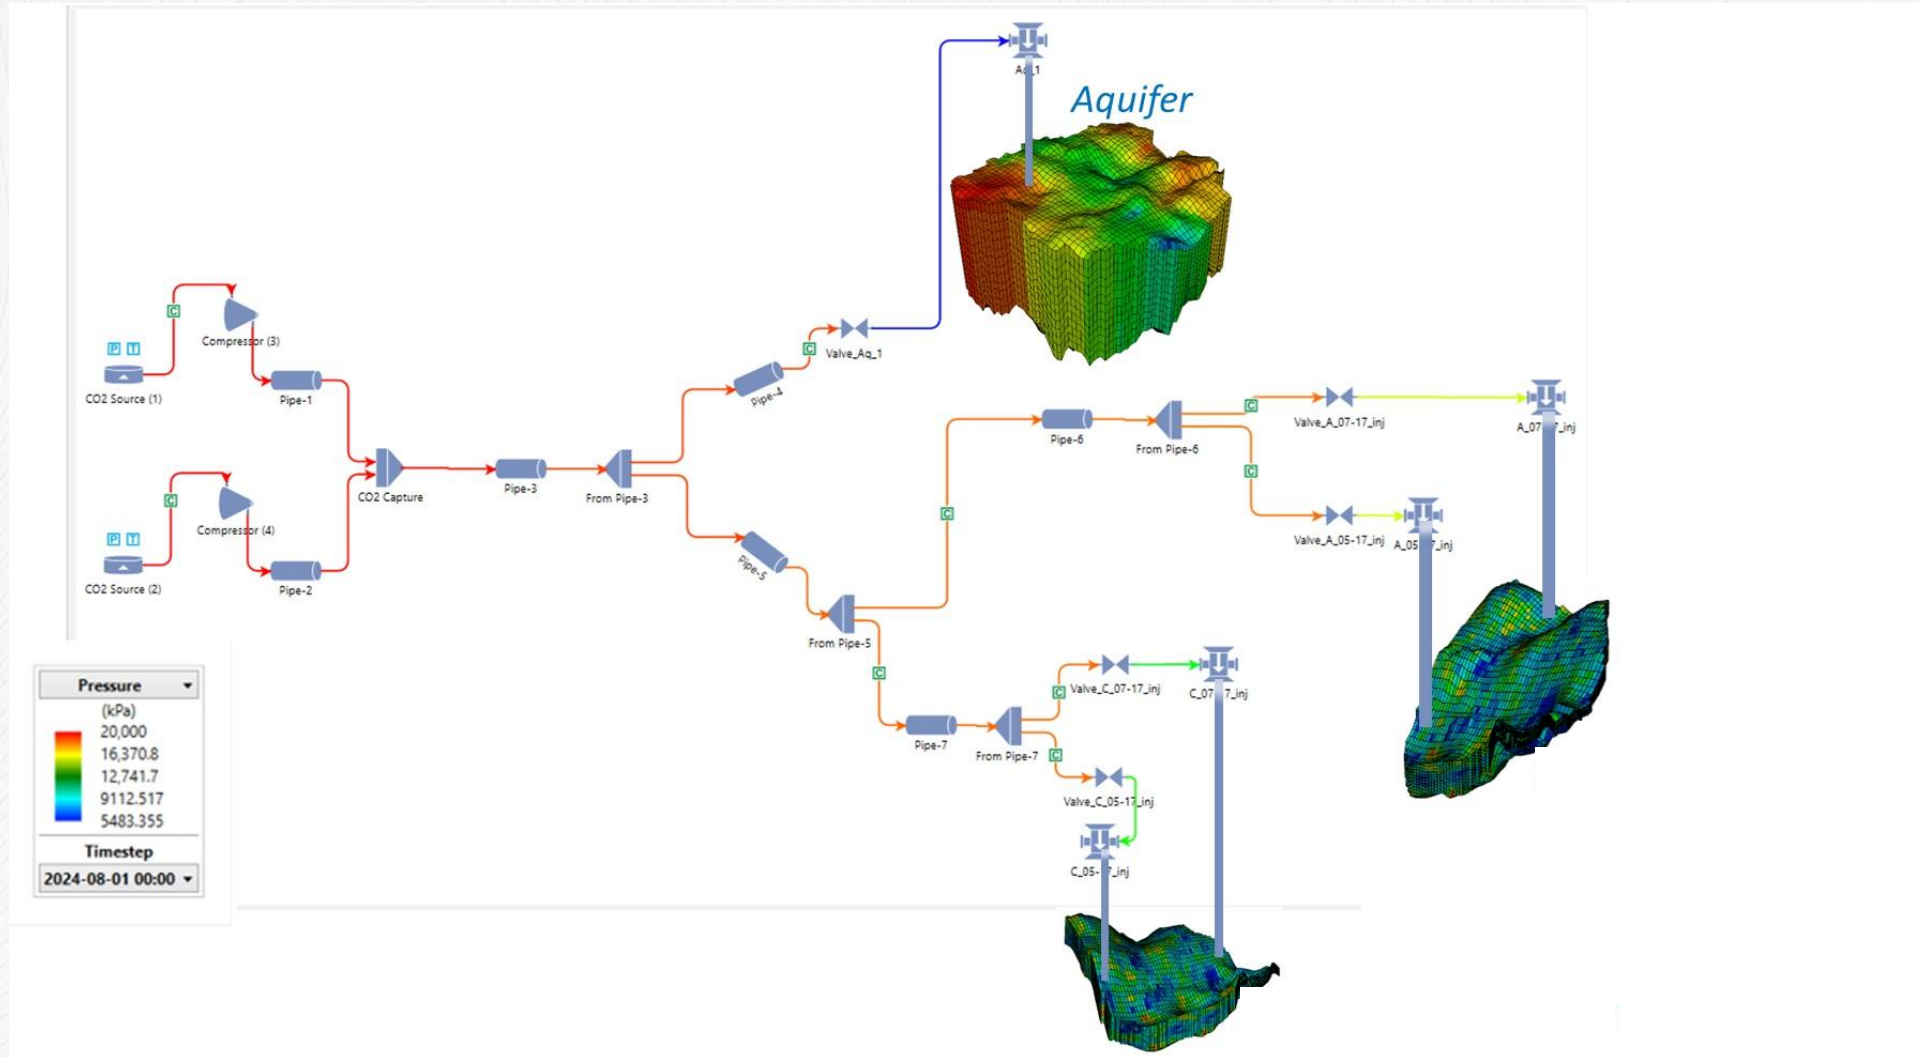 Aquifer
C
Compressor (3)
P T
CO2 Source (1)
Pipe-1
C
Compressor (4)
P T
CO2 Source (2)
Pipe-2
CO2 Capture
Pipe-3
From Pipe-3
Pipe-4
C
Valve_Aq_1
Pipe-5
From Pipe-5
C
Pipe-6
From Pipe-6
C
Valve_A_07-17_inj
C
Valve_A_05-17_inj
C
Pipe-7
From Pipe-7
C
Valve_C_07-17_inj
C
Valve_C_05-17_inj
Pressure
(kPa)
20,000
16,370.8
12,741.7
9112.517
5483.355
Timestep
2024-08-01 00:00